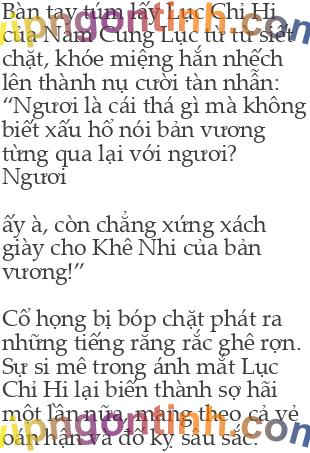 Bàn tay túm lấy Lục Chỉ Hi
của Nam Cung Lục từ từ siết
chặt, khóe miệng hắn nhếch
lên thành nụ cười tàn nhẫn:
“Ngươi là cái thá gì mà không
biết xấu hổ nói bản vương
từng qua lại với ngươi?
Ngươi
ấy à, còn chẳng xứng xách
giày cho Khê Nhi của bản
vương!”
Cổ họng bị bóp chặt phát ra
những tiếng răng rắc ghê rợn.
Sự si mê trong ánh mắt Lục
Chỉ Hi lại biến thành sợ hãi
một lần nữa, mang theo cả vẻ
oán hận và đố kỵ sâu sắc.
vipngontinh.com
vipngontinh.com